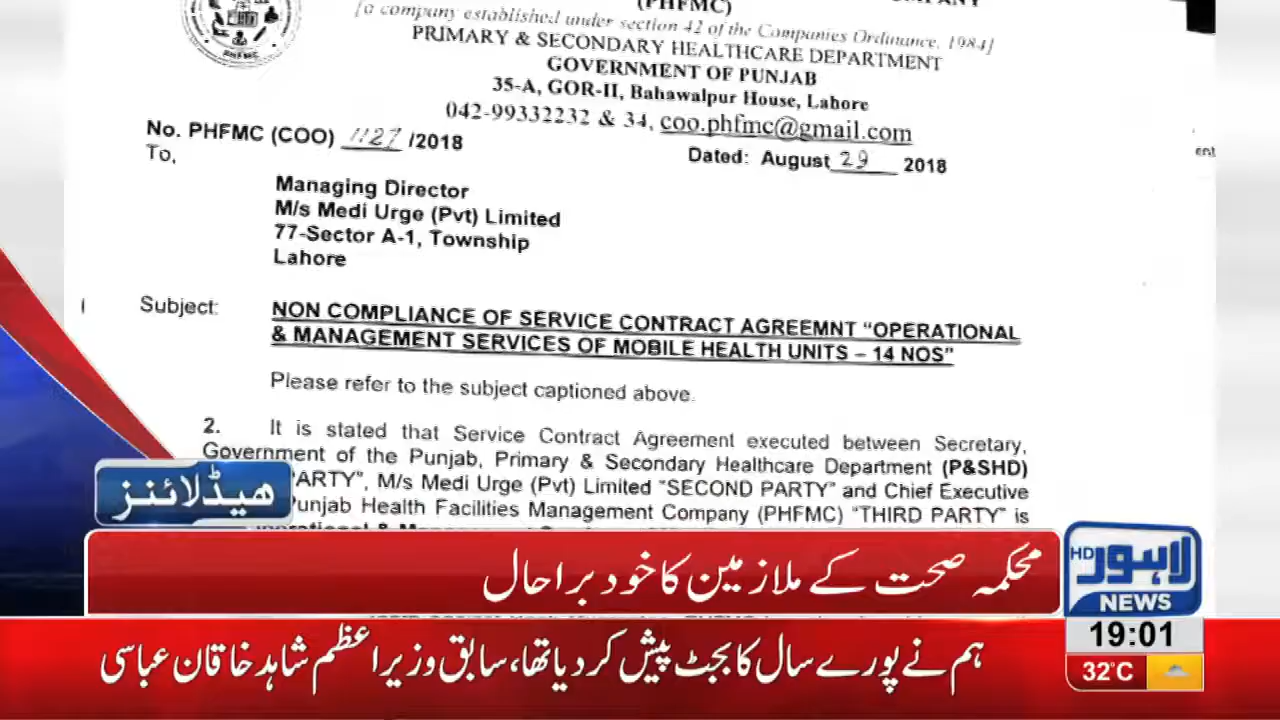 (PHFMC)
[a company established under section 42 of the Companies Ordinance, 1984]
PRIMARY & SECONDARY HEALTHCARE DEPARTMENT
GOVERNMENT OF PUNJAB
35-A, GOR-II, Bahawalpur House, Lahore
042-99332232 & 34, coo.phfmc@gmail.com
No. PHFMC (COO) 1127 /2018
Dated: August 29 2018
To,
Managing Director
M/s Medi Urge (Pvt) Limited
77-Sector A-1, Township
Lahore
Subject: NON COMPLIANCE OF SERVICE CONTRACT AGREEMNT “OPERATIONAL
& MANAGEMENT SERVICES OF MOBILE HEALTH UNITS – 14 NOS”
Please refer to the subject captioned above.
2. It is stated that Service Contract Agreement executed between Secretary,
Government of the Punjab, Primary & Secondary Healthcare Department (P&SHD)
PARTY”, M/s Medi Urge (Pvt) Limited “SECOND PARTY” and Chief Executive
Punjab Health Facilities Management Company (PHFMC) “THIRD PARTY” is
ھیڈلائنز
محکمہ صحت کے ملازمین کا خود برا حال
HD لاہور
NEWS
19:01
32°C
ہم نے پورے سال کا بجٹ پیش کر دیا تھا، سابق وزیراعظم شاہد خاقان عباسی